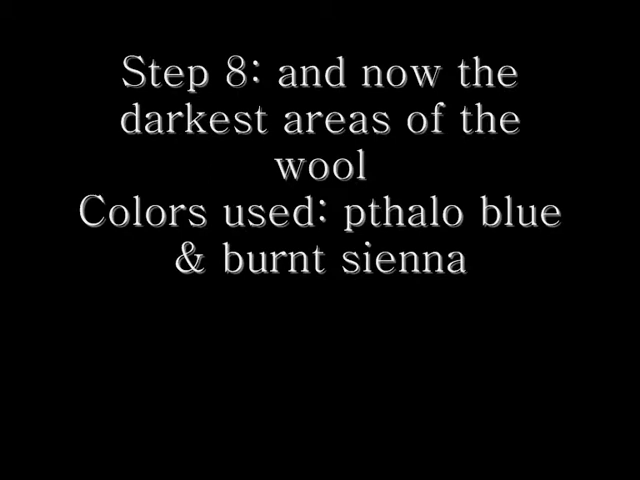 Step 8: and now the
darkest areas of the
wool
Colors used: pthalo blue
& burnt sienna